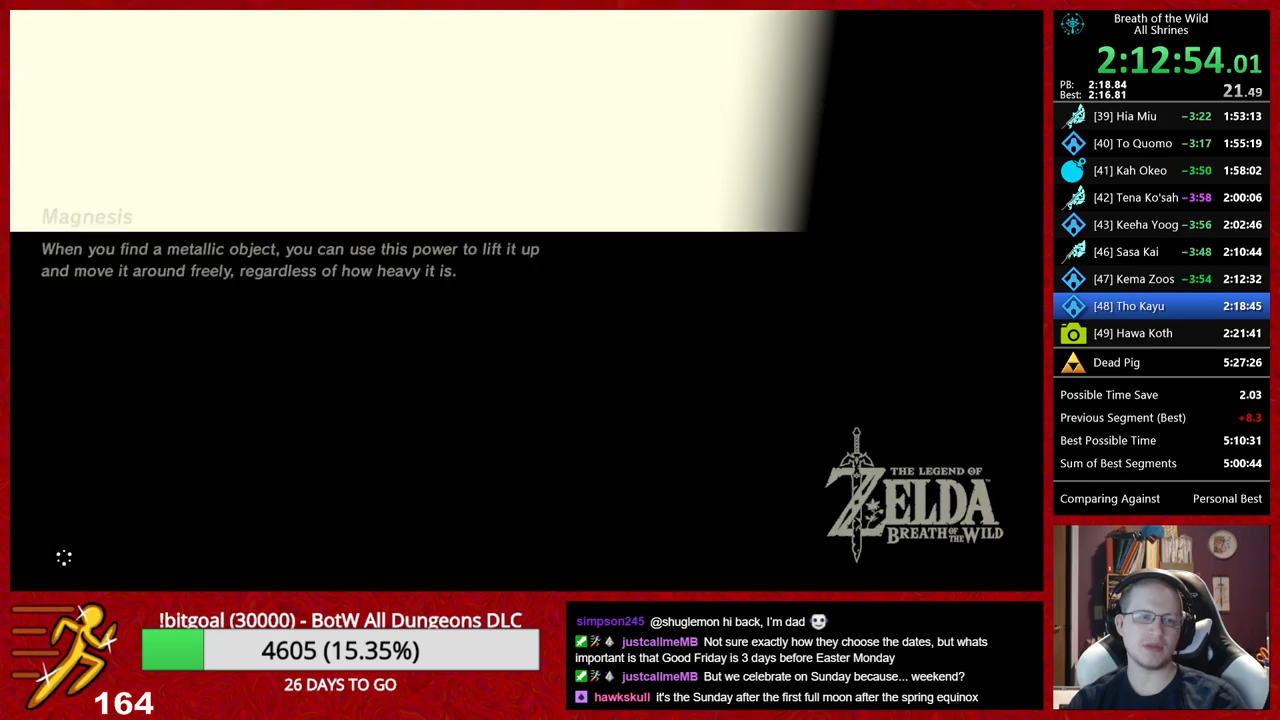 Magnesis
When you find a metallic object, you can use this power to lift it up
and move it around freely, regardless of how heavy it is.
THE LEGEND OF
ZELDA
BREATH OF THE WILD
Breath of the Wild
All Shrines
2:12:54.01
PB: 2:18.84
Best: 2:16.81
21.49
[39] Hia Miu −3:22 1:53:13
[40] To Quomo −3:17 1:55:19
[41] Kah Okeo −3:50 1:58:02
[42] Tena Ko'sah −3:58 2:00:06
[43] Keeha Yoog −3:56 2:02:46
[46] Sasa Kai −3:48 2:10:44
[47] Kema Zoos −3:54 2:12:32
[48] Tho Kayu 2:18:45
[49] Hawa Koth 2:21:41
Dead Pig 5:27:26
Possible Time Save 2.03
Previous Segment (Best) +8.3
Best Possible Time 5:10:31
Sum of Best Segments 5:00:44
Comparing Against Personal Best
164
!bitgoal (30000) - BotW All Dungeons DLC
4605 (15.35%)
26 DAYS TO GO
simpson245 @shuglemon hi back, I'm dad
justcallmeMB Not sure exactly how they choose the dates, but whats
important is that Good Friday is 3 days before Easter Monday
justcallmeMB But we celebrate on Sunday because... weekend?
hawkskull it's the Sunday after the first full moon after the spring equinox